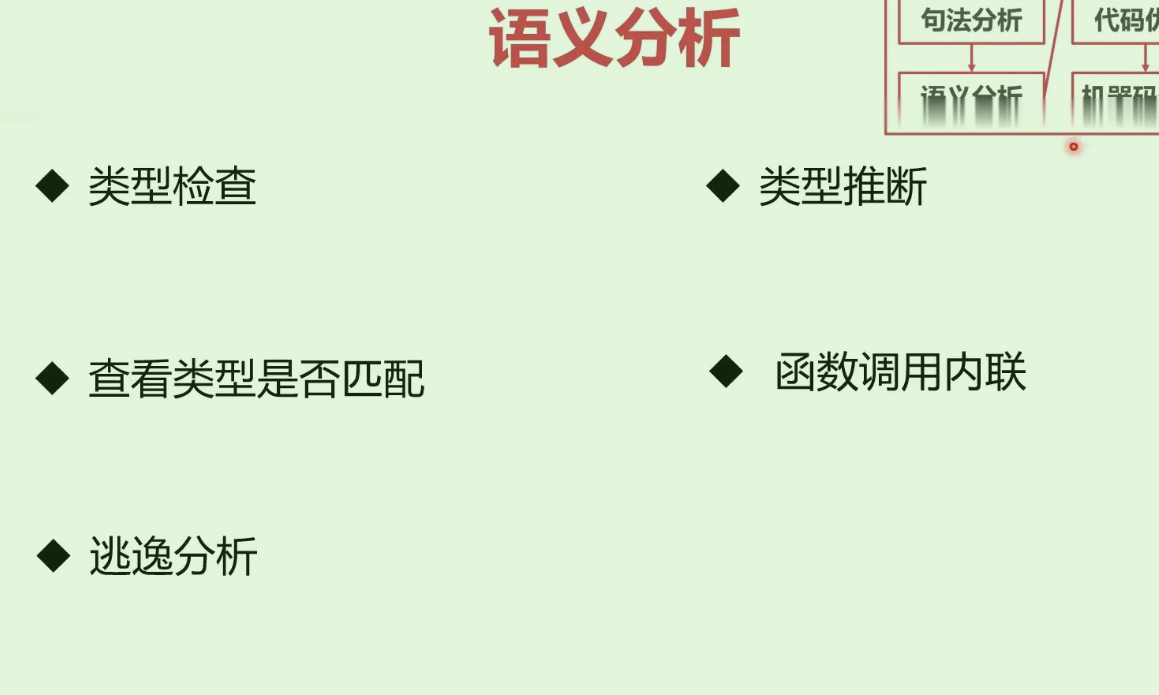 语义分析
句法分析
代码
语义分析
机器码
类型检查
类型推断
查看类型是否匹配
函数调用内联
逃逸分析